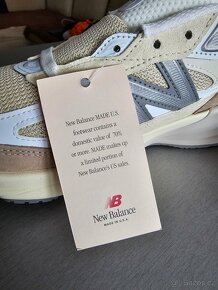 New Balance MADE U.S.
footwear contains a
domestic value of 70%
or more. MADE makes up
a limited portion of
New Balance's US sales.
New Balance
MADE IN U.S.A.